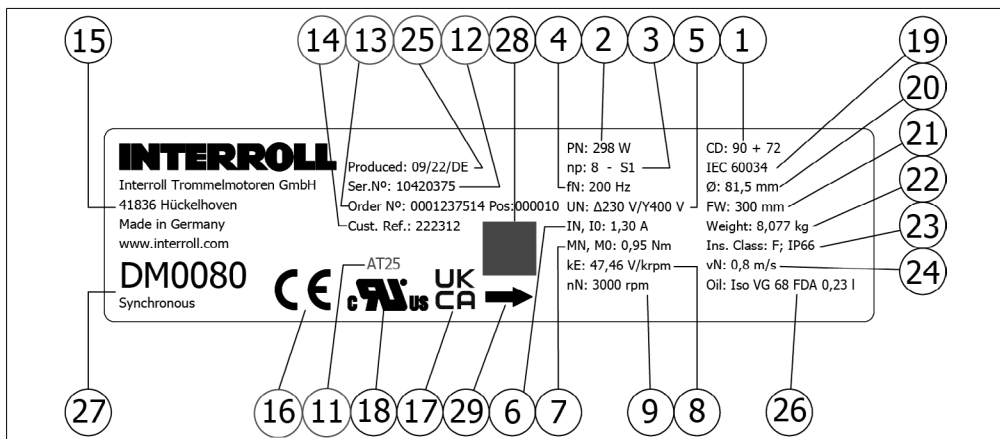 15 14 13 25 12 28 4 2 3 5 1 19
20
21
22
23
24
INTERROLL
Interroll Trommelmotoren GmbH
41836 Hückelhoven
Made in Germany
www.interroll.com
DM0080
Synchronous
Produced: 09/22/DE
Ser.Nº: 10420375
Order Nº: 0001237514 Pos:000010
Cust. Ref.: 222312
AT25
CE
c RU US
UK
CA
PN: 298 W
np: 8 - S1
fN: 200 Hz
UN: Δ230 V/Y400 V
IN, I0: 1,30 A
MN, M0: 0,95 Nm
kE: 47,46 V/krpm
nN: 3000 rpm
CD: 90 + 72
IEC 60034
Ø: 81,5 mm
FW: 300 mm
Weight: 8,077 kg
Ins. Class: F; IP66
vN: 0,8 m/s
Oil: Iso VG 68 FDA 0,23 l
27 16 11 18 17 29 6 7 9 8 26